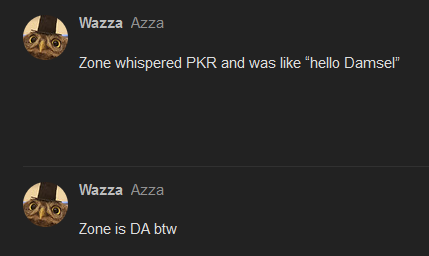 Wazza Azza
Zone whispered PKR and was like “hello Damsel”
Wazza Azza
Zone is DA btw